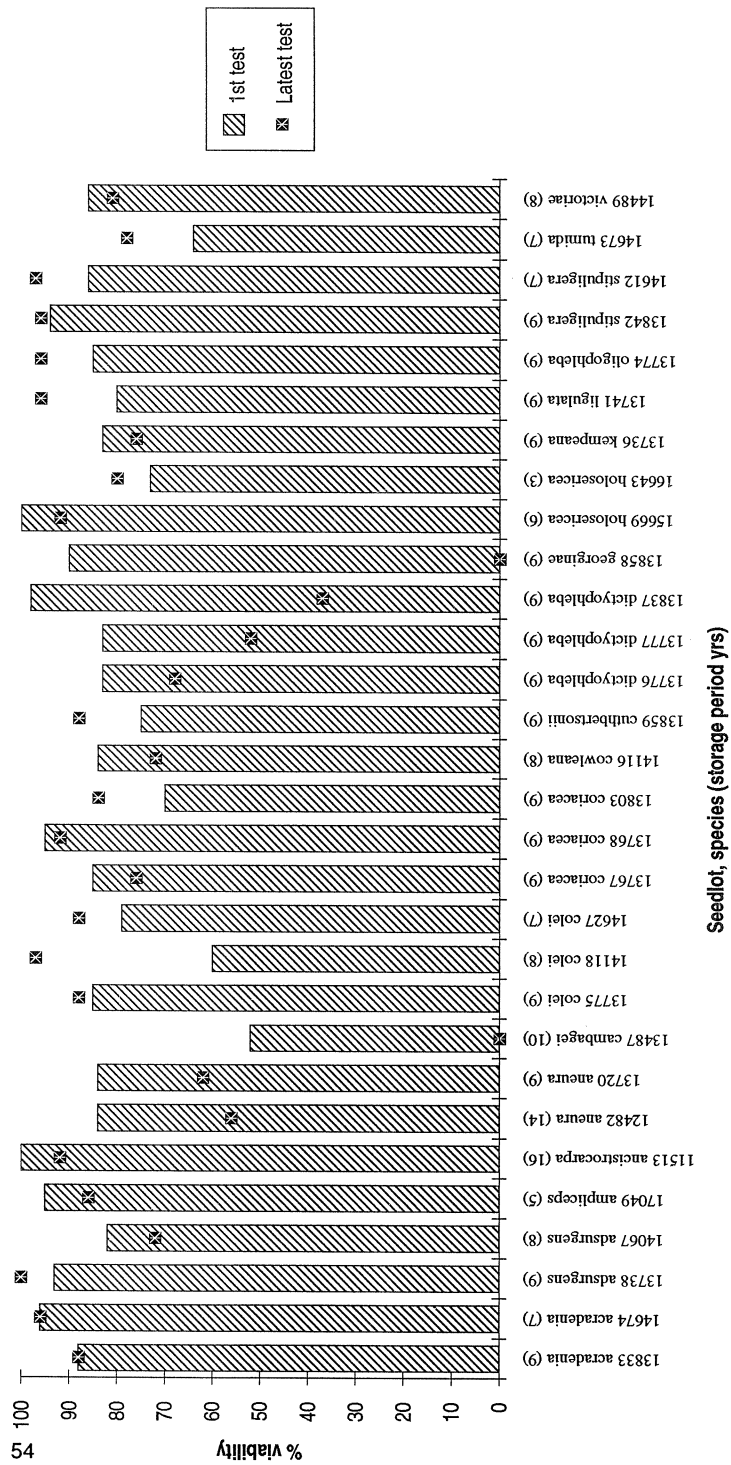 54
% viability
100
90
80
70
60
50
40
30
20
10
0
13833 acradenia (9)
14674 acradenia (7)
13738 adsurgens (9)
14067 adsurgens (8)
17049 ampliceps (5)
11513 ancistrocarpa (16)
12482 aneura (14)
13720 aneura (9)
13487 cambagei (10)
13775 colei (9)
14118 colei (8)
14627 colei (7)
13767 coriacea (9)
13768 coriacea (9)
13803 coriacea (9)
14116 cowleana (8)
13859 cuthbertsonii (9)
13776 dictyophleba (9)
13777 dictyophleba (9)
13837 dictyophleba (9)
13858 georginae (9)
15669 holosericea (6)
16643 holosericea (3)
13736 kempeana (9)
13741 ligulata (9)
13774 oligophleba (9)
13842 stipuligera (9)
14612 stipuligera (7)
14673 tumida (7)
14489 victoriae (8)
Seedlot, species (storage period yrs)
1st test
Latest test